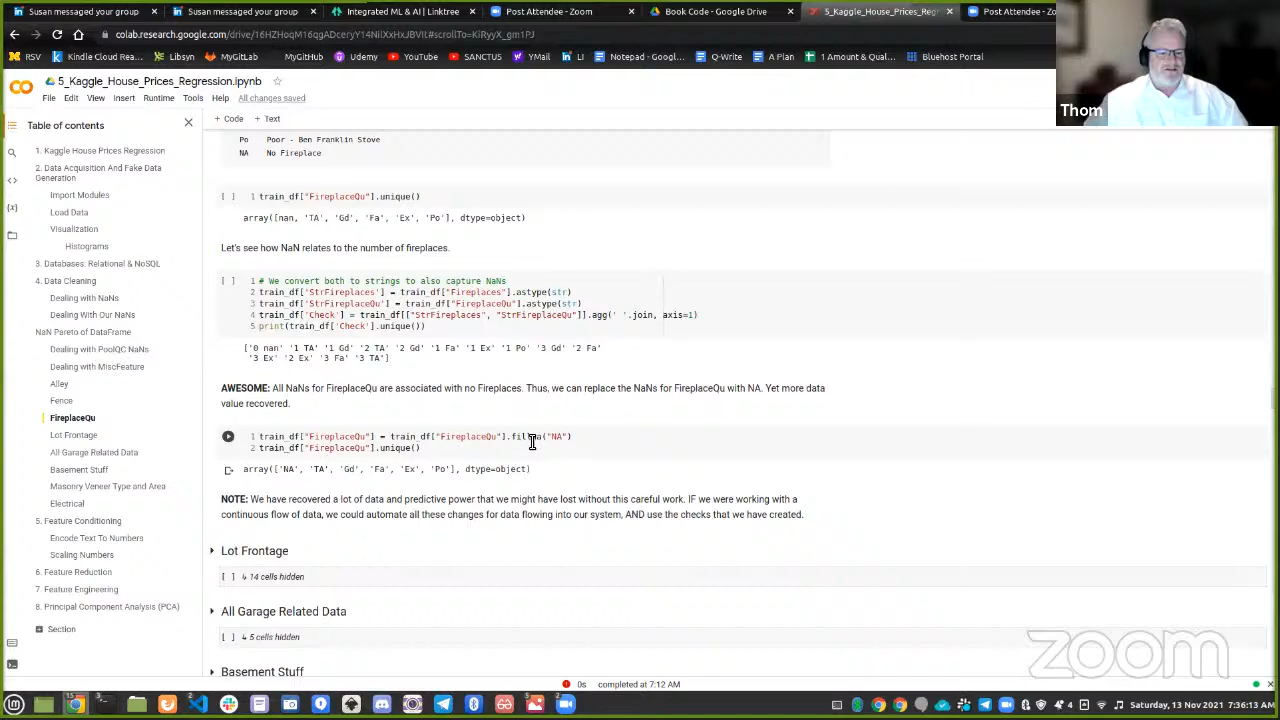 Susan messaged you
Susan messaged you
Integrated ML & AI | Linktree
Post Attendee - Zoom
Book Code - Google Drive
5_Kaggle_House_Prices_Regr
Post Attendee - Zoo
RSV
Kindle Cloud Rea
Libsyn
MyGitLab
MyGitHub
Udemy
YouTube
SANCTUS
YMail
LI
Notepad - Googl...
Q-Write
A Plan
1 Amount & Quan
Bluehost Portal
Thom
5_Kaggle_House_Prices_Regression.ipynb
File Edit View Insert Runtime Tools Help All changes saved
+ Code + Text
Table of contents
1. Kaggle House Prices Regression
2. Data Acquisition And Fake Data
Generation
Import Modules
Load Data
Visualization
Histograms
3. Databases: Relational & NoSQL
4. Data Cleaning
Dealing with NaNs
Dealing With Our NaNs
NaN Pareto of DataFrame
Dealing with PoolQC NaNs
Dealing with MiscFeature
Alley
Fence
FireplaceQu
Lot Frontage
All Garage Related Data
Basement Stuff
Masonry Veneer Type and Area
Electrical
5. Feature Conditioning
Encode Text To Numbers
Scaling Numbers
6. Feature Reduction
7. Feature Engineering
8. Principal Component Analysis (PCA)
Section
Po Poor - Ben Franklin Stove
NA No Fireplace
[ ] 1 train_df["FireplaceQu"].unique()
array([nan, 'TA', 'Gd', 'Fa', 'Ex', 'Po'], dtype=object)
Let's see how NaN relates to the number of fireplaces.
[ ] 1 # We convert both to strings to also capture NaNs
2 train_df['StrFireplaces'] = train_df["Fireplaces"].astype(str)
3 train_df['StrFireplaceQu'] = train_df["FireplaceQu"].astype(str)
4 train_df['Check'] = train_df[["StrFireplaces", "StrFireplaceQu"]].agg(' '.join, axis=1)
5 print(train_df['Check'].unique())
['0 nan' '1 TA' '1 Gd' '2 TA' '2 Gd' '1 Fa' '1 Ex' '1 Po' '3 Gd' '2 Fa'
'3 Ex' '2 Ex' '3 Fa' '3 TA']
AWESOME: All NaNs for FireplaceQu are associated with no Fireplaces. Thus, we can replace the NaNs for FireplaceQu with NA. Yet more data
value recovered.
1 train_df["FireplaceQu"] = train_df["FireplaceQu"].fillna("NA")
2 train_df["FireplaceQu"].unique()
array(['NA', 'TA', 'Gd', 'Fa', 'Ex', 'Po'], dtype=object)
NOTE: We have recovered a lot of data and predictive power that we might have lost without this careful work. IF we were working with a
continuous flow of data, we could automate all these changes for data flowing into our system, AND use the checks that we have created.
Lot Frontage
[ ] ↳ 14 cells hidden
All Garage Related Data
[ ] ↳ 5 cells hidden
Basement Stuff
zoom
0s completed at 7:12 AM
Saturday, 13 Nov 2021, 7:36:13 AM